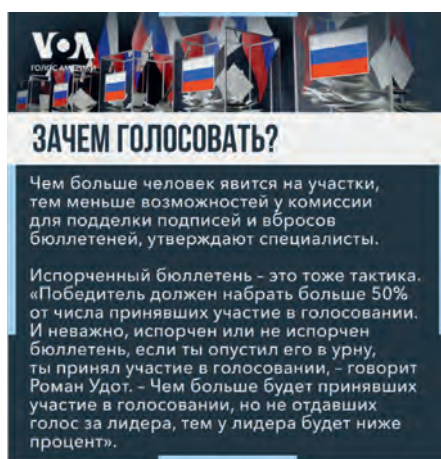 VOA
ГОЛОС АМЕРИКИ
ЗАЧЕМ ГОЛОСОВАТЬ?
Чем больше человек явится на участки,
тем меньше возможностей у комиссии
для подделки подписей и вбросов
бюллетеней, утверждают специалисты.
Испорченный бюллетень – это тоже тактика.
«Победитель должен набрать больше 50%
от числа принявших участие в голосовании.
И неважно, испорчен или не испорчен
бюллетень, если ты опустил его в урну,
ты принял участие в голосовании, – говорит
Роман Удот. – Чем больше будет принявших
участие в голосовании, но не отдавших
голос за лидера, тем у лидера будет ниже
процент».